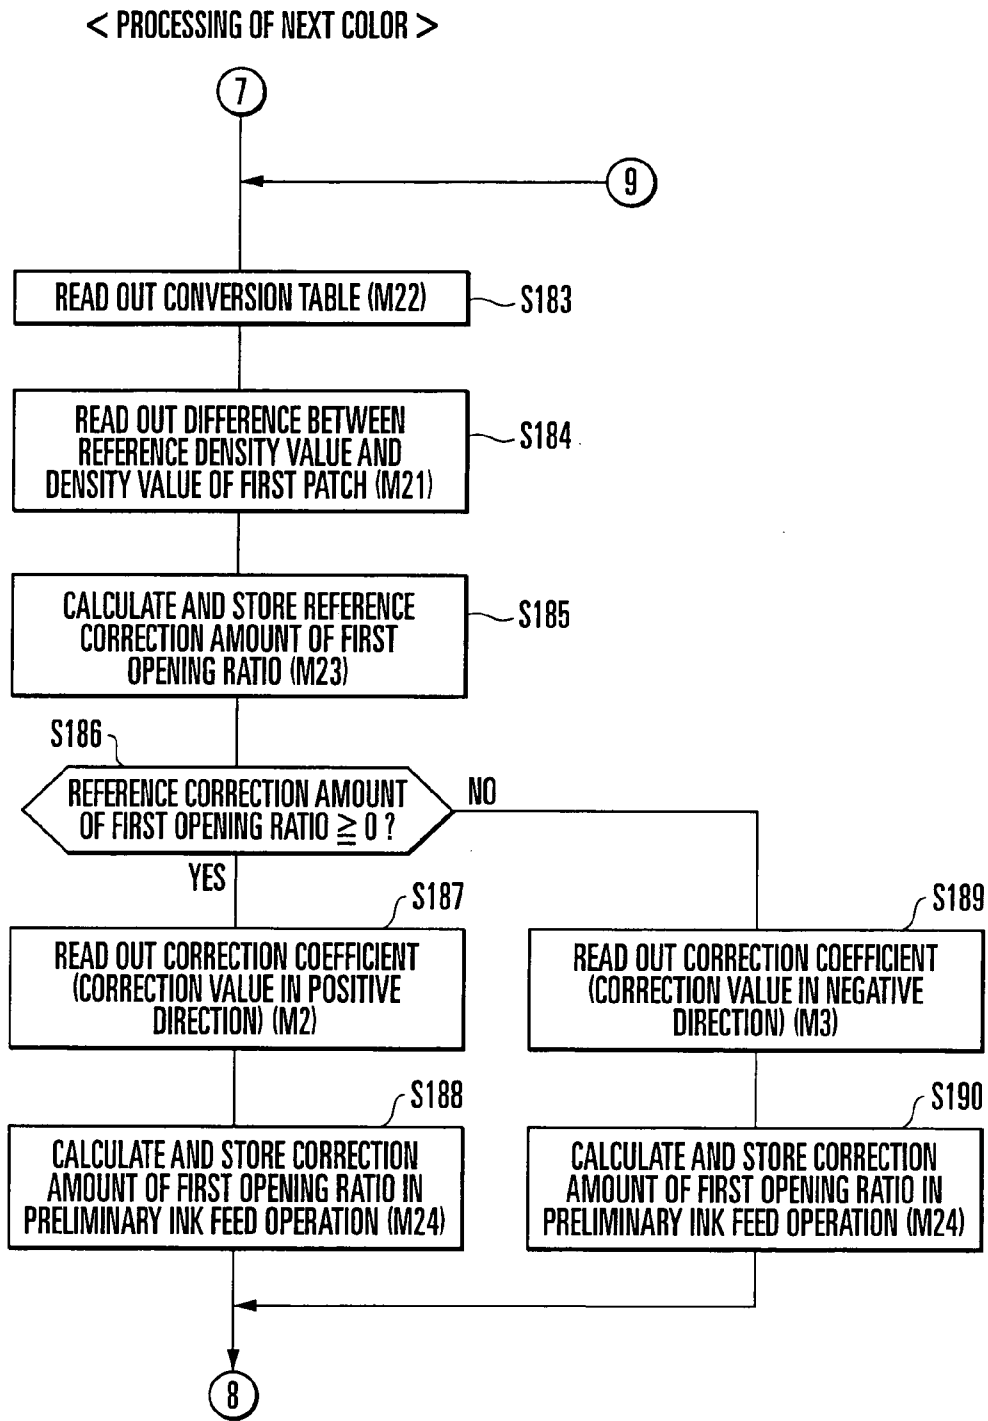 < PROCESSING OF NEXT COLOR >
7
9
READ OUT CONVERSION TABLE (M22)
S183
READ OUT DIFFERENCE BETWEEN
REFERENCE DENSITY VALUE AND
DENSITY VALUE OF FIRST PATCH (M21)
S184
CALCULATE AND STORE REFERENCE
CORRECTION AMOUNT OF FIRST
OPENING RATIO (M23)
S185
S186
REFERENCE CORRECTION AMOUNT
OF FIRST OPENING RATIO ≧ 0 ?
NO
YES
S187
READ OUT CORRECTION COEFFICIENT
(CORRECTION VALUE IN POSITIVE
DIRECTION) (M2)
S189
READ OUT CORRECTION COEFFICIENT
(CORRECTION VALUE IN NEGATIVE
DIRECTION) (M3)
S188
CALCULATE AND STORE CORRECTION
AMOUNT OF FIRST OPENING RATIO IN
PRELIMINARY INK FEED OPERATION (M24)
S190
CALCULATE AND STORE CORRECTION
AMOUNT OF FIRST OPENING RATIO IN
PRELIMINARY INK FEED OPERATION (M24)
8